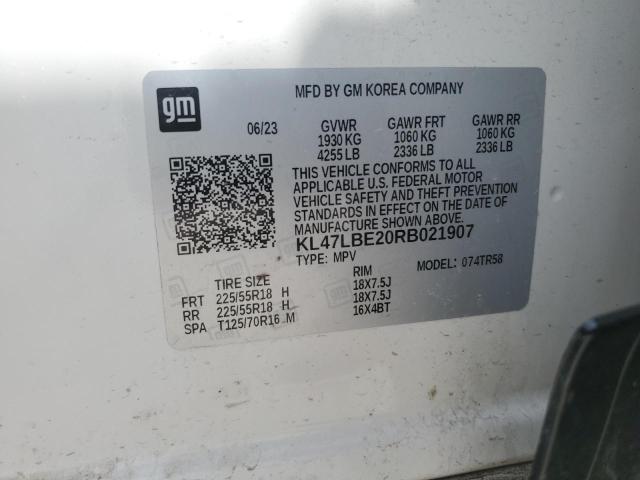 MFD BY GM KOREA COMPANY
gm
06/23 GVWR GAWR FRT GAWR RR
1930 KG 1060 KG 1060 KG
4255 LB 2336 LB 2336 LB
THIS VEHICLE CONFORMS TO ALL
APPLICABLE U.S. FEDERAL MOTOR
VEHICLE SAFETY AND THEFT PREVENTION
STANDARDS IN EFFECT ON THE DATE OF
MANUFACTURE SHOWN ABOVE.
KL47LBE20RB021907
TYPE: MPV MODEL: 074TR58
TIRE SIZE RIM
FRT 225/55R18 H 18X7.5J
RR 225/55R18 H 18X7.5J
SPA T125/70R16 M 16X4BT